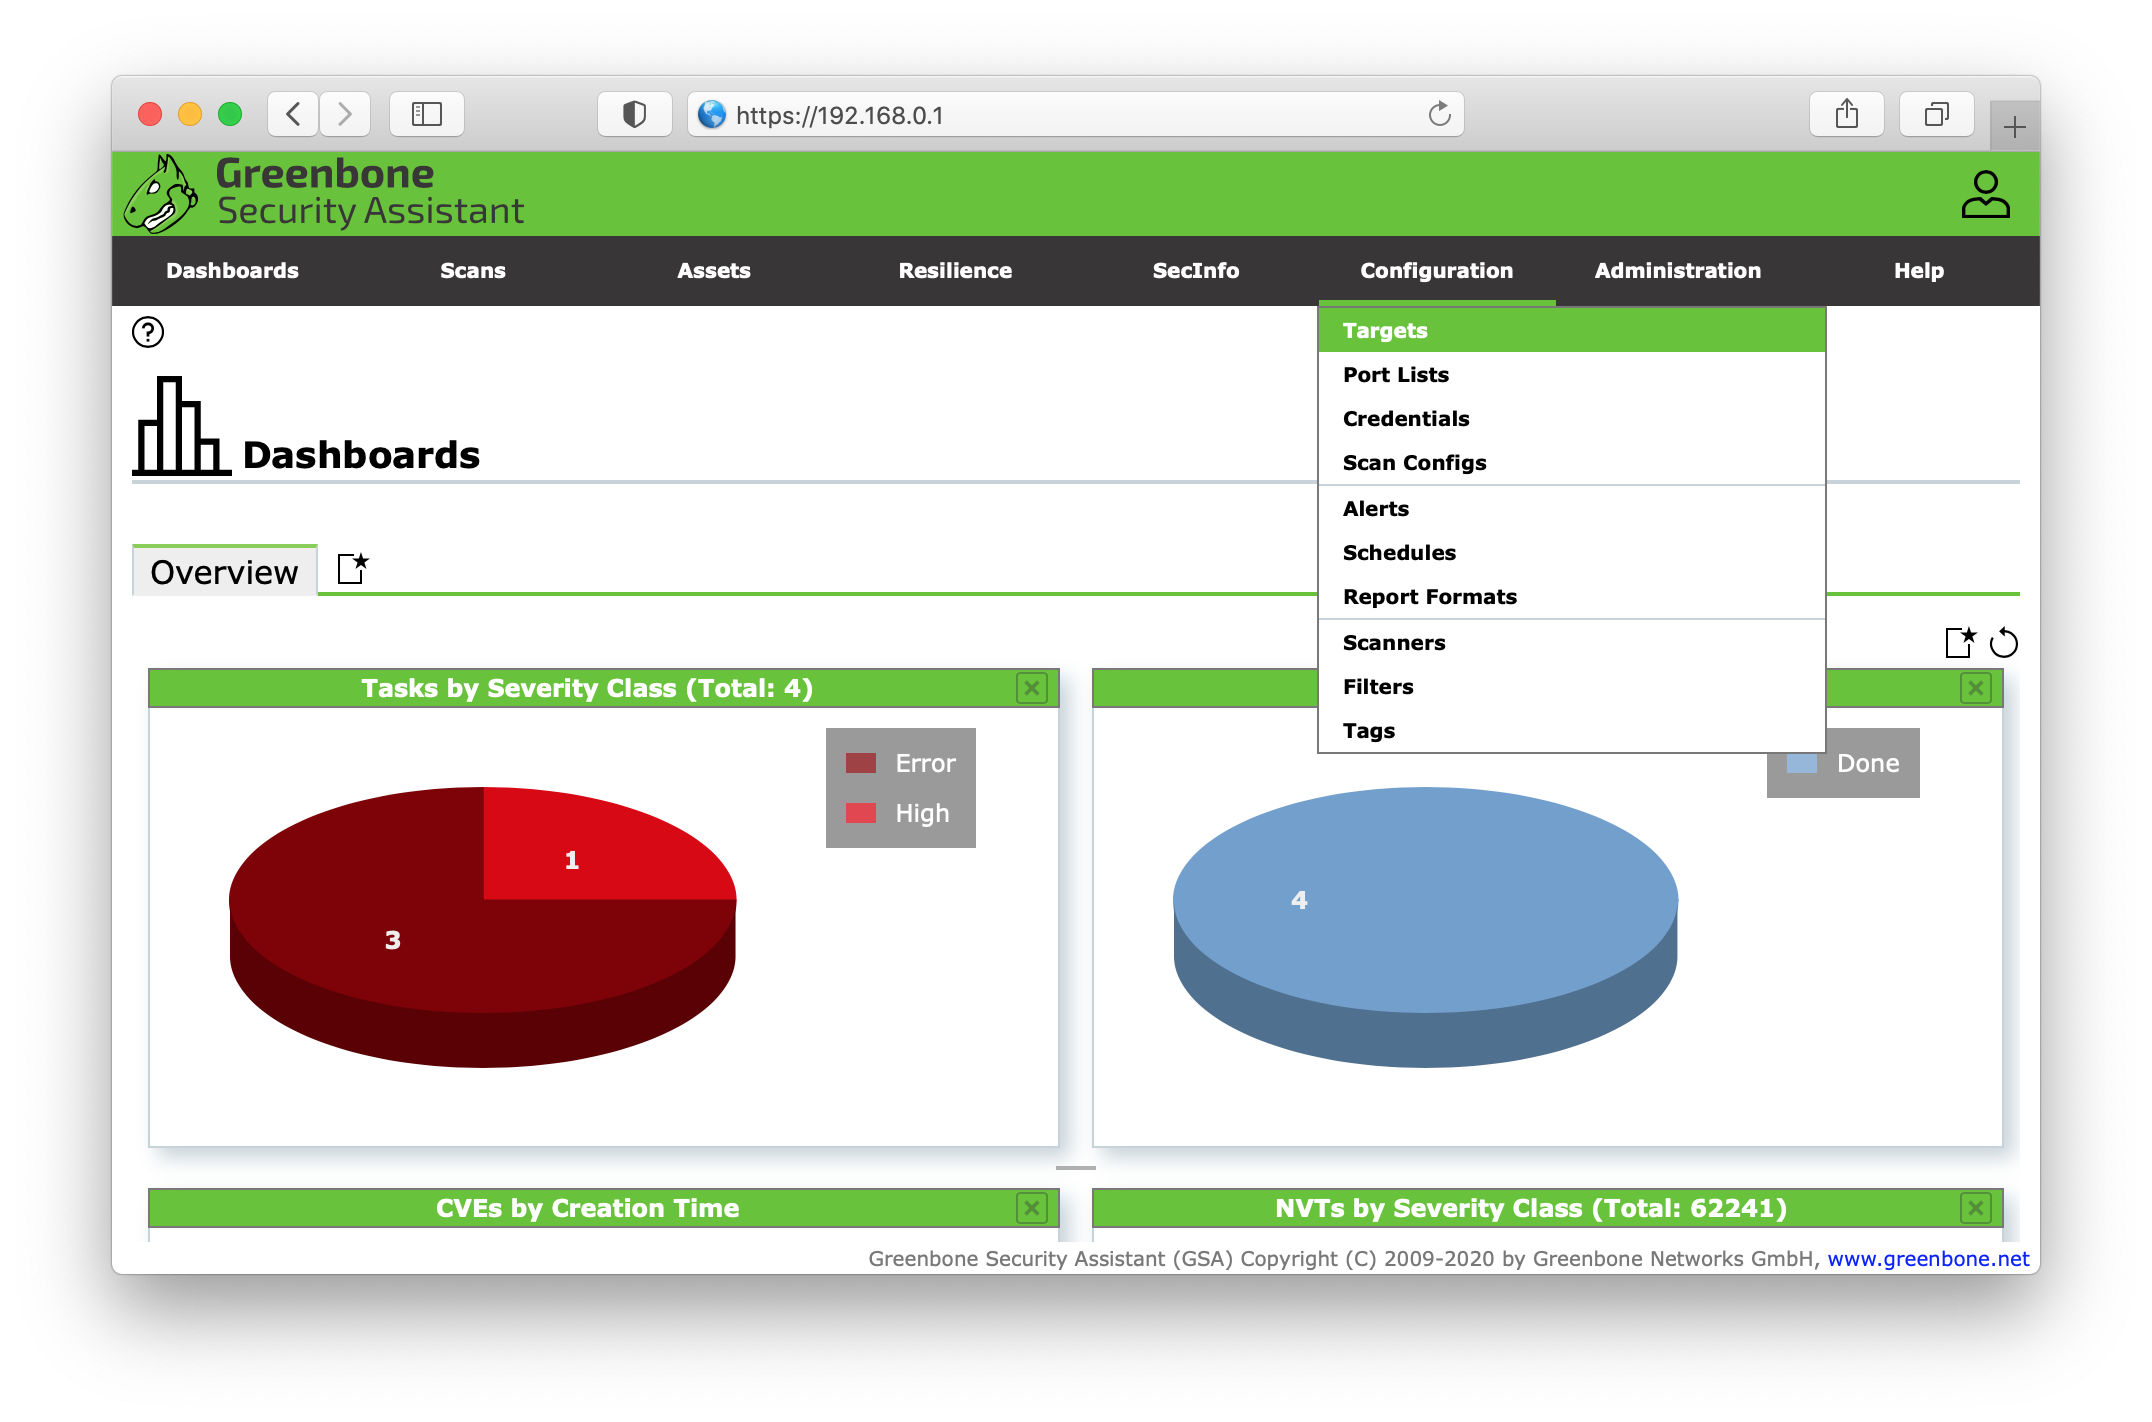 https://192.168.0.1
Greenbone
Security Assistant
Dashboards Scans Assets Resilience SecInfo Configuration Administration Help
Targets
Port Lists
Credentials
Scan Configs
Alerts
Schedules
Report Formats
Scanners
Filters
Tags
?
Dashboards
Overview
Tasks by Severity Class (Total: 4)
Error
High
1
3
Done
4
CVEs by Creation Time
NVTs by Severity Class (Total: 62241)
Greenbone Security Assistant (GSA) Copyright (C) 2009-2020 by Greenbone Networks GmbH, www.greenbone.net